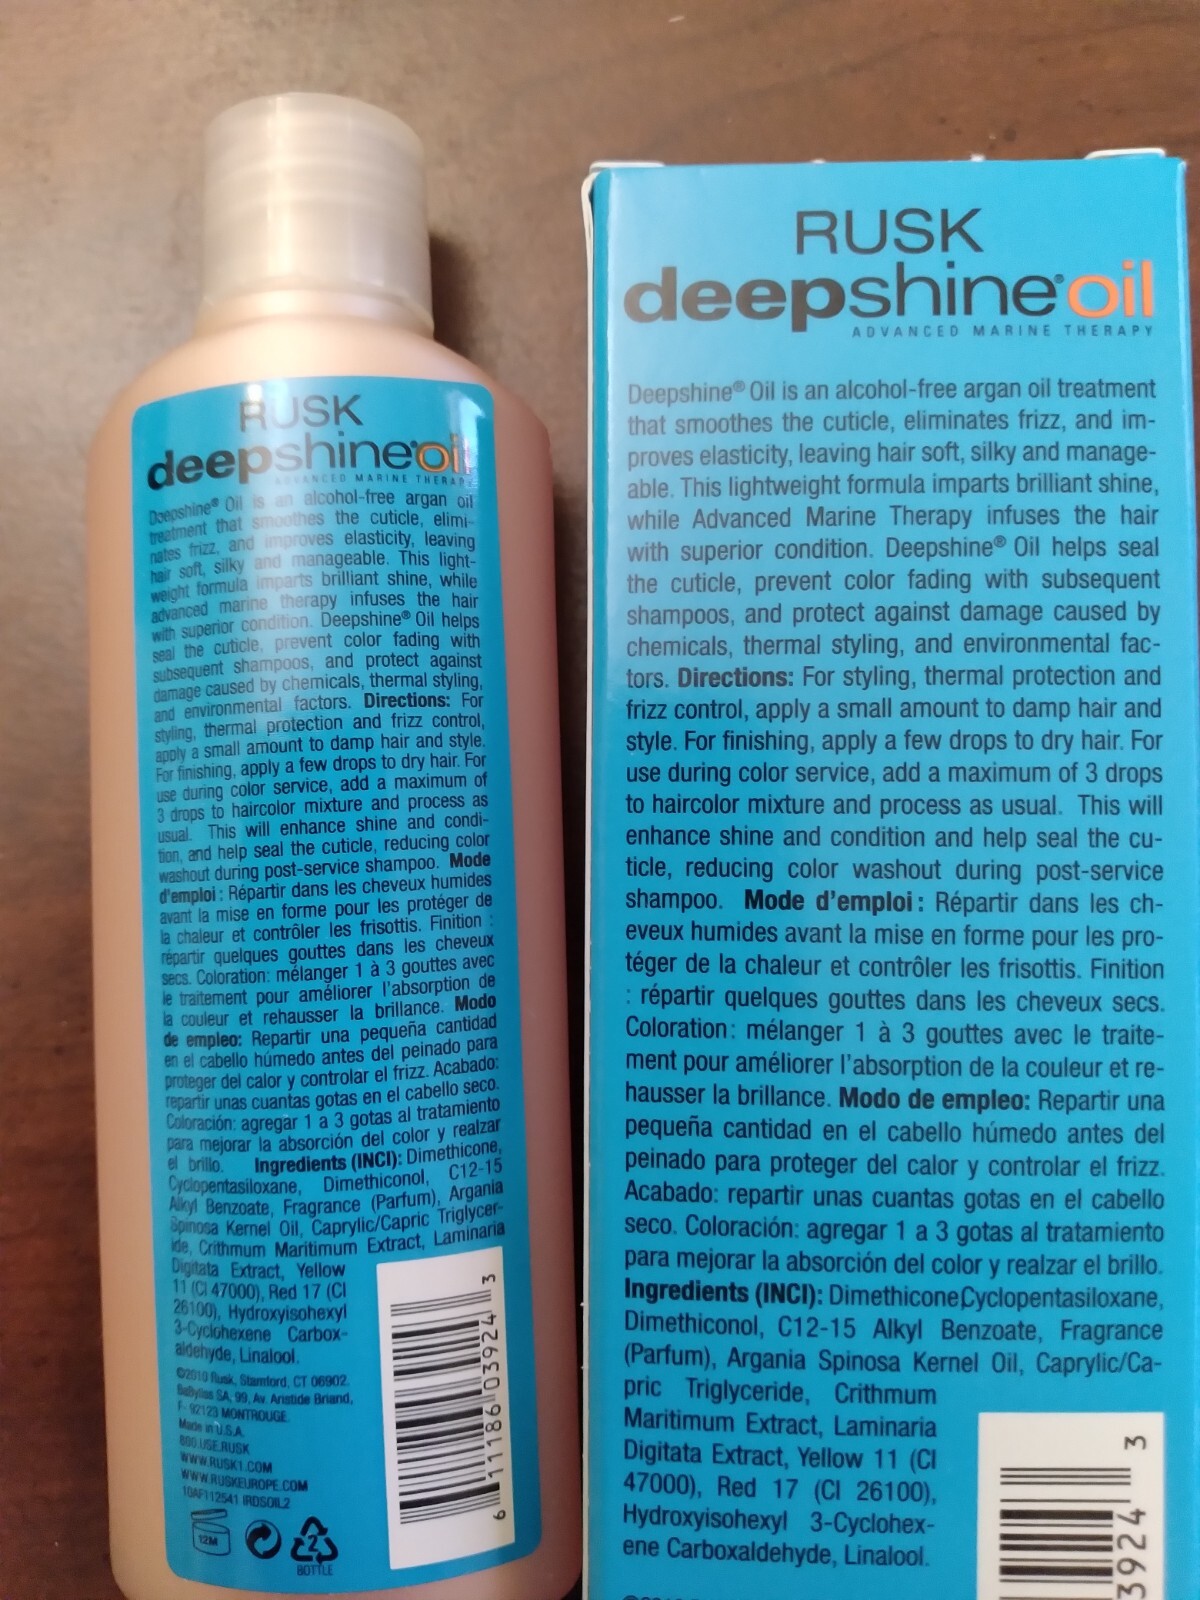 RUSK
deepshine®oil
ADVANCED MARINE THERAPY
Deepshine® Oil is an alcohol-free argan oil
treatment that smoothes the cuticle, elimi-
nates frizz, and improves elasticity, leaving
hair soft, silky and manageable. This light-
weight formula imparts brilliant shine, while
advanced marine therapy infuses the hair
with superior condition. Deepshine® Oil helps
seal the cuticle, prevent color fading with
subsequent shampoos, and protect against
damage caused by chemicals, thermal styling,
and environmental factors. Directions: For
styling, thermal protection and frizz control,
apply a small amount to damp hair and style.
For finishing, apply a few drops to dry hair. For
use during color service, add a maximum of
3 drops to haircolor mixture and process as
usual. This will enhance shine and condi-
tion, and help seal the cuticle, reducing color
washout during post-service shampoo. Mode
d'emploi : Répartir dans les cheveux humides
avant la mise en forme pour les protéger de
la chaleur et contrôler les frisottis. Finition :
répartir quelques gouttes dans les cheveux
secs. Coloration: mélanger 1 à 3 gouttes avec
le traitement pour améliorer l'absorption de
la couleur et rehausser la brillance. Modo
de empleo: Repartir una pequeña cantidad
en el cabello húmedo antes del peinado para
proteger del calor y controlar el frizz. Acabado:
repartir unas cuantas gotas en el cabello seco.
Coloración: agregar 1 a 3 gotas al tratamiento
para mejorar la absorción del color y realzar
el brillo. Ingredients (INCI): Dimethicone,
Cyclopentasiloxane, Dimethiconol, C12-15
Alkyl Benzoate, Fragrance (Parfum), Argania
Spinosa Kernel Oil, Caprylic/Capric Triglycer-
ide, Crithmum Maritimum Extract, Laminaria
Digitata Extract, Yellow
11 (CI 47000), Red 17 (CI
26100), Hydroxyisohexyl
3-Cyclohexene Carbox-
aldehyde, Linalool.
©2010 Rusk, Stamford, CT 06902.
BaByliss SA, 99, Av. Aristide Briand,
F- 92123 MONTROUGE.
Made in U.S.A.
800.USE.RUSK
WWW.RUSK1.COM
WWW.RUSKEUROPE.COM
10AF112541 IRDSOIL2
12M
2
BOTTLE
6 11186 03924 3
RUSK
deepshine®oil
ADVANCED MARINE THERAPY
Deepshine® Oil is an alcohol-free argan oil treatment
that smoothes the cuticle, eliminates frizz, and im-
proves elasticity, leaving hair soft, silky and manage-
able. This lightweight formula imparts brilliant shine,
while Advanced Marine Therapy infuses the hair
with superior condition. Deepshine® Oil helps seal
the cuticle, prevent color fading with subsequent
shampoos, and protect against damage caused by
chemicals, thermal styling, and environmental fac-
tors. Directions: For styling, thermal protection and
frizz control, apply a small amount to damp hair and
style. For finishing, apply a few drops to dry hair. For
use during color service, add a maximum of 3 drops
to haircolor mixture and process as usual. This will
enhance shine and condition and help seal the cu-
ticle, reducing color washout during post-service
shampoo. Mode d'emploi : Répartir dans les ch-
eveux humides avant la mise en forme pour les pro-
téger de la chaleur et contrôler les frisottis. Finition
: répartir quelques gouttes dans les cheveux secs.
Coloration: mélanger 1 à 3 gouttes avec le traite-
ment pour améliorer l'absorption de la couleur et re-
hausser la brillance. Modo de empleo: Repartir una
pequeña cantidad en el cabello húmedo antes del
peinado para proteger del calor y controlar el frizz.
Acabado: repartir unas cuantas gotas en el cabello
seco. Coloración: agregar 1 a 3 gotas al tratamiento
para mejorar la absorción del color y realzar el brillo.
Ingredients (INCI): Dimethicone,Cyclopentasiloxane,
Dimethiconol, C12-15 Alkyl Benzoate, Fragrance
(Parfum), Argania Spinosa Kernel Oil, Caprylic/Ca-
pric Triglyceride, Crithmum
Maritimum Extract, Laminaria
Digitata Extract, Yellow 11 (CI
47000), Red 17 (CI 26100),
Hydroxyisohexyl 3-Cyclohex-
ene Carboxaldehyde, Linalool.
3924 3